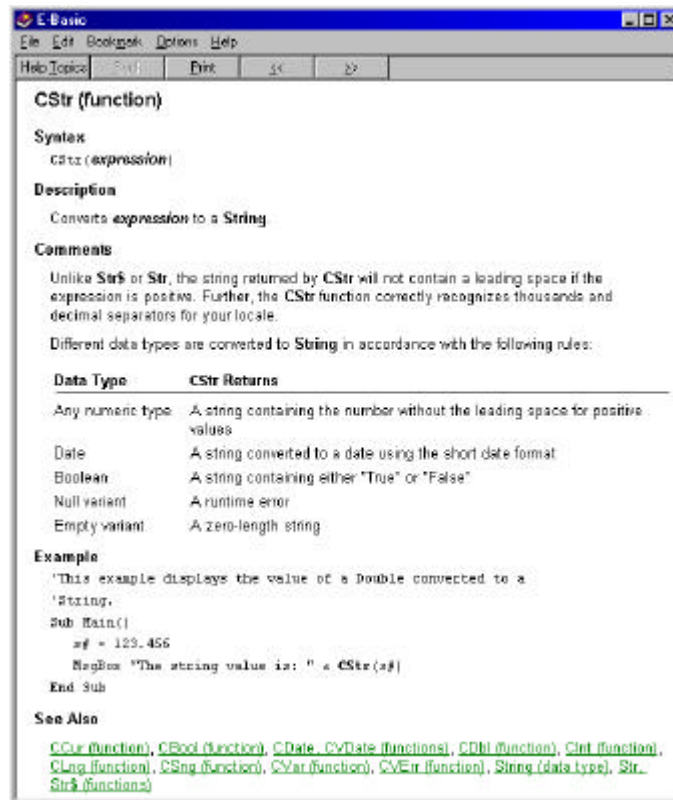 E-Basic
File Edit Bookmark Options Help
Help Topics Back Print << >>
CStr (function)
Syntax
CStr(expression)
Description
Converts expression to a String.
Comments
Unlike Str$ or Str, the string returned by CStr will not contain a leading space if the
expression is positive. Further, the CStr function correctly recognizes thousands and
decimal separators for your locale.
Different data types are converted to String in accordance with the following rules:
Data Type CStr Returns
Any numeric type A string containing the number without the leading space for positive
values
Date A string converted to a date using the short date format
Boolean A string containing either "True" or "False"
Null variant A runtime error
Empty variant A zero-length string
Example
'This example displays the value of a Double converted to a
'String.
Sub Main()
s# = 123.456
MsgBox "The string value is: " & CStr(s#)
End Sub
See Also
CCur (function), CBool (function), CDate, CVDate (functions), CDbl (function), CInt (function),
CLng (function), CSng (function), CVar (function), CVErr (function), String (data type), Str,
Str$ (functions)